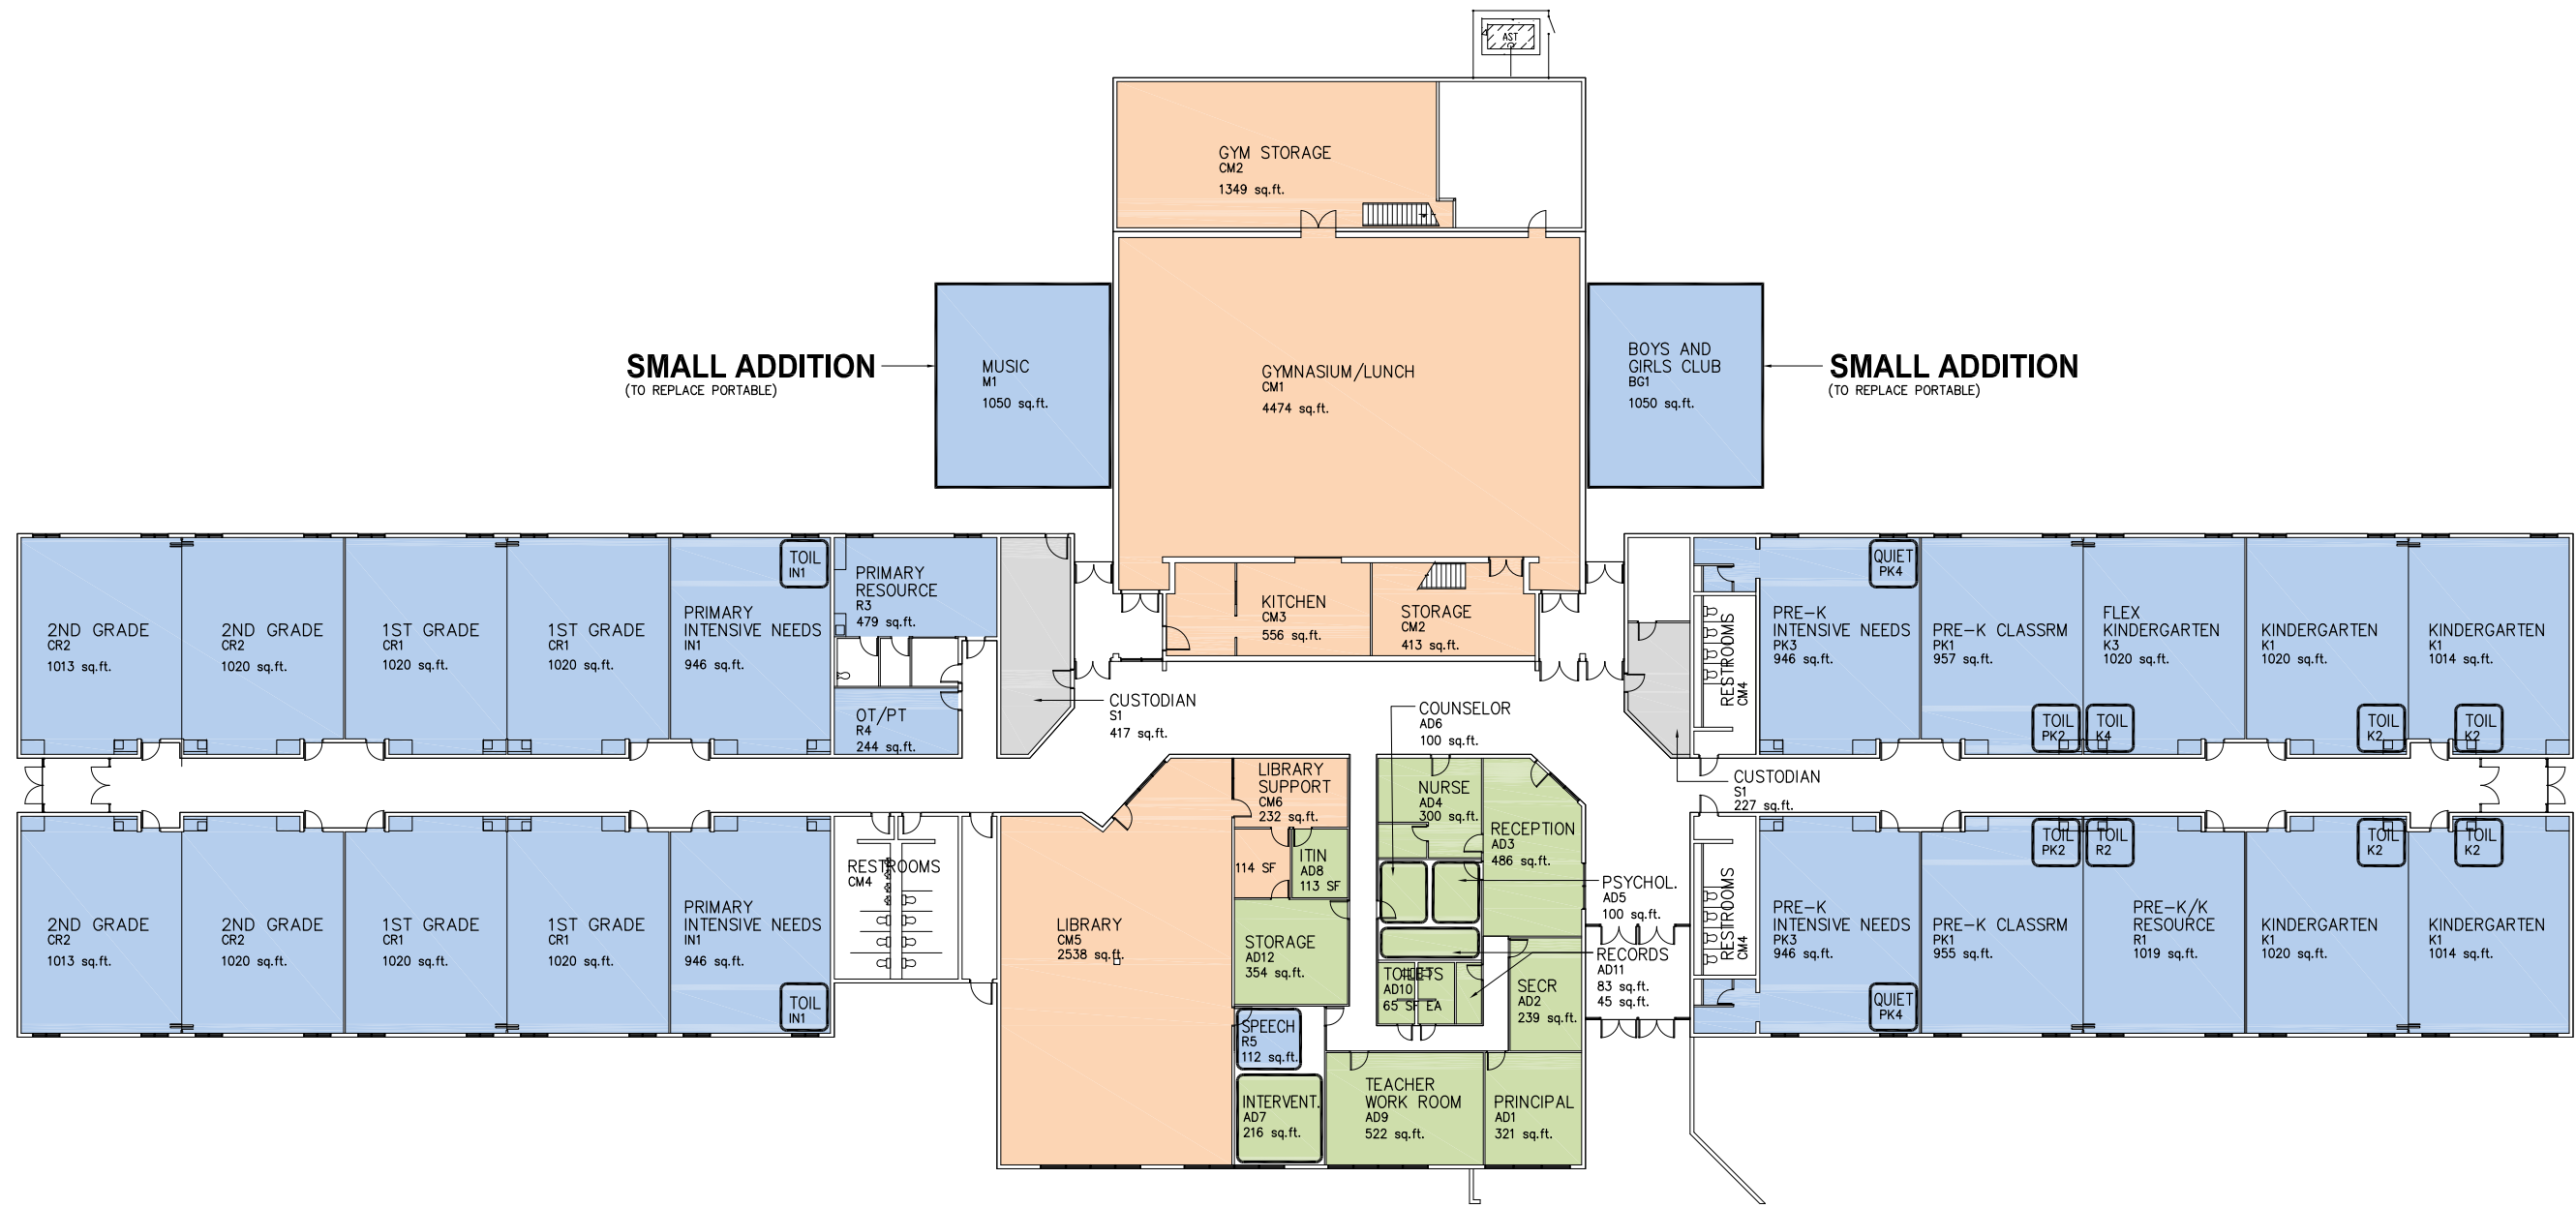 AST
GYM STORAGE
CM2
1349 sq.ft.
SMALL ADDITION
(TO REPLACE PORTABLE)
MUSIC
M1
1050 sq.ft.
GYMNASIUM/LUNCH
CM1
4474 sq.ft.
BOYS AND
GIRLS CLUB
BG1
1050 sq.ft.
SMALL ADDITION
(TO REPLACE PORTABLE)
2ND GRADE
CR2
1013 sq.ft.
2ND GRADE
CR2
1020 sq.ft.
1ST GRADE
CR1
1020 sq.ft.
1ST GRADE
CR1
1020 sq.ft.
TOIL
IN1
PRIMARY
INTENSIVE NEEDS
IN1
946 sq.ft.
PRIMARY
RESOURCE
R3
479 sq.ft.
OT/PT
R4
244 sq.ft.
CUSTODIAN
S1
417 sq.ft.
KITCHEN
CM3
556 sq.ft.
STORAGE
CM2
413 sq.ft.
RESTROOMS
CM4
QUIET
PK4
PRE-K
INTENSIVE NEEDS
PK3
946 sq.ft.
PRE-K CLASSRM
PK1
957 sq.ft.
TOIL
PK2
FLEX
KINDERGARTEN
K3
1020 sq.ft.
TOIL
K4
KINDERGARTEN
K1
1020 sq.ft.
TOIL
K2
KINDERGARTEN
K1
1014 sq.ft.
TOIL
K2
COUNSELOR
AD6
100 sq.ft.
CUSTODIAN
S1
227 sq.ft.
2ND GRADE
CR2
1013 sq.ft.
2ND GRADE
CR2
1020 sq.ft.
1ST GRADE
CR1
1020 sq.ft.
1ST GRADE
CR1
1020 sq.ft.
PRIMARY
INTENSIVE NEEDS
IN1
946 sq.ft.
TOIL
IN1
RESTROOMS
CM4
LIBRARY
CM5
2538 sq.ft.
LIBRARY
SUPPORT
CM6
232 sq.ft.
114 SF
ITIN
AD8
113 SF
STORAGE
AD12
354 sq.ft.
SPEECH
R5
112 sq.ft.
INTERVENT.
AD7
216 sq.ft.
NURSE
AD4
300 sq.ft.
RECEPTION
AD3
486 sq.ft.
PSYCHOL.
AD5
100 sq.ft.
RECORDS
AD11
83 sq.ft.
45 sq.ft.
TOILETS
AD10
65 SF EA
SECR
AD2
239 sq.ft.
TEACHER
WORK ROOM
AD9
522 sq.ft.
PRINCIPAL
AD1
321 sq.ft.
RESTROOMS
CM4
PRE-K
INTENSIVE NEEDS
PK3
946 sq.ft.
QUIET
PK4
TOIL
PK2
PRE-K CLASSRM
PK1
955 sq.ft.
TOIL
R2
PRE-K/K
RESOURCE
R1
1019 sq.ft.
TOIL
K2
KINDERGARTEN
K1
1020 sq.ft.
TOIL
K2
KINDERGARTEN
K1
1014 sq.ft.